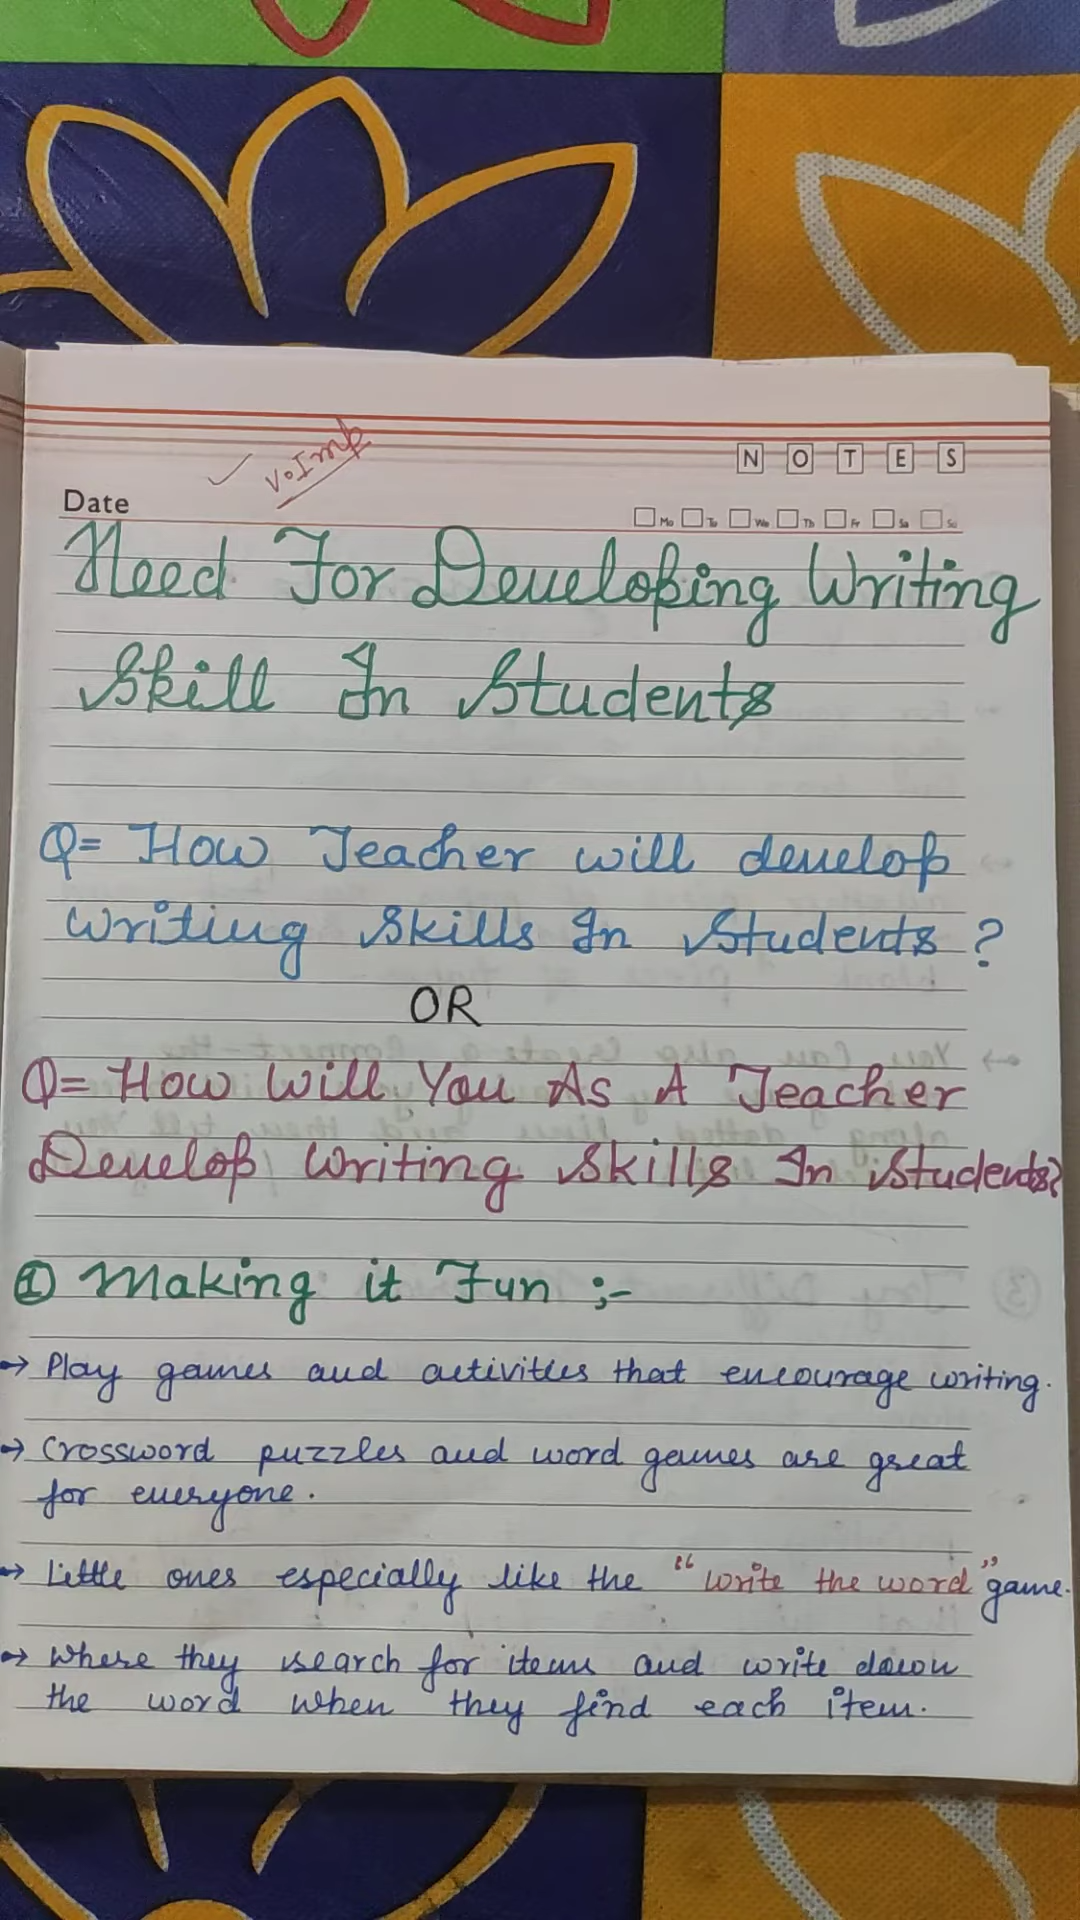 V.Imp
N O T E S
Date
Mo Tu We Th Fr Sa Su
Need For Developing Writing
Skill In Students
Q= How Teacher will develop
writing skills In Students ?
OR
Q= How Will You As A Teacher
Develop Writing Skills In Students?
① Making it Fun ;-
→ Play games and activities that encourage writing.
→ Crossword puzzles and word games are great
for everyone.
→ Little ones especially like the "write the word" game.
→ Where they search for items and write down
the word when they find each item.